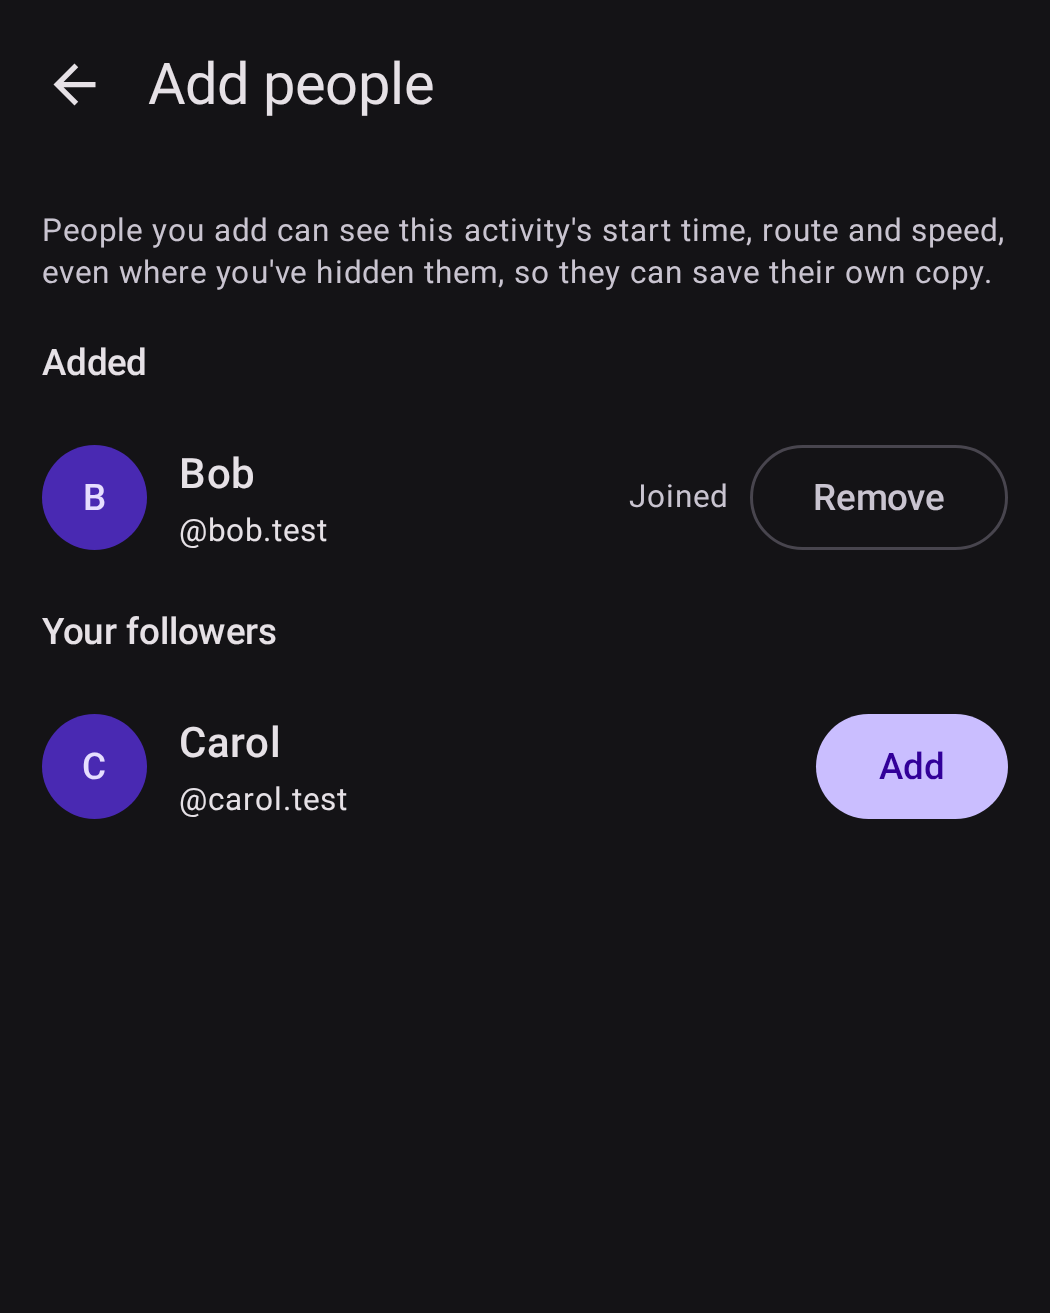 Add people
People you add can see this activity's start time, route and speed,
even where you've hidden them, so they can save their own copy.
Added
B
Bob
@bob.test
Joined
Remove
Your followers
C
Carol
@carol.test
Add